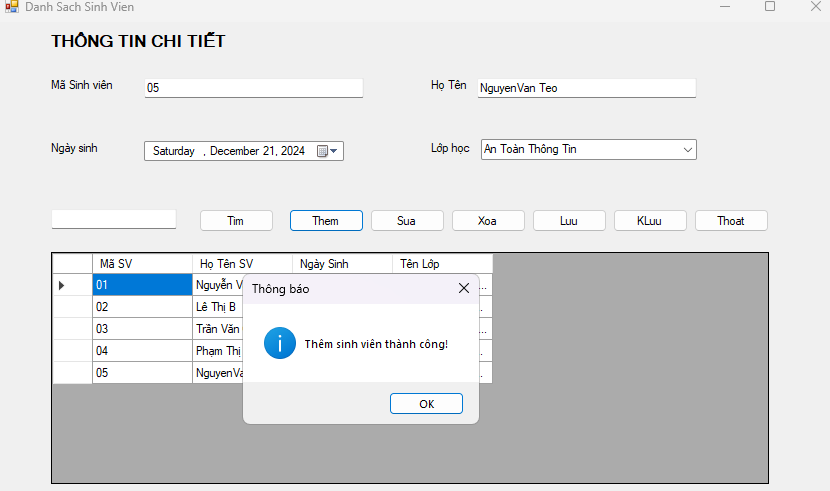 Danh Sach Sinh Vien
THÔNG TIN CHI TIẾT
Mã Sinh viên 05 Họ Tên NguyenVan Teo
Ngày sinh Saturday , December 21, 2024 Lớp học An Toàn Thông Tin
Tim Them Sua Xoa Luu KLuu Thoat
Mã SV Họ Tên SV Ngày Sinh Tên Lớp
01 Nguyễn V ...
02 Lê Thị B
03 Trần Văn
04 Phạm Thị
05 NguyenVa
Thông báo
Thêm sinh viên thành công!
OK